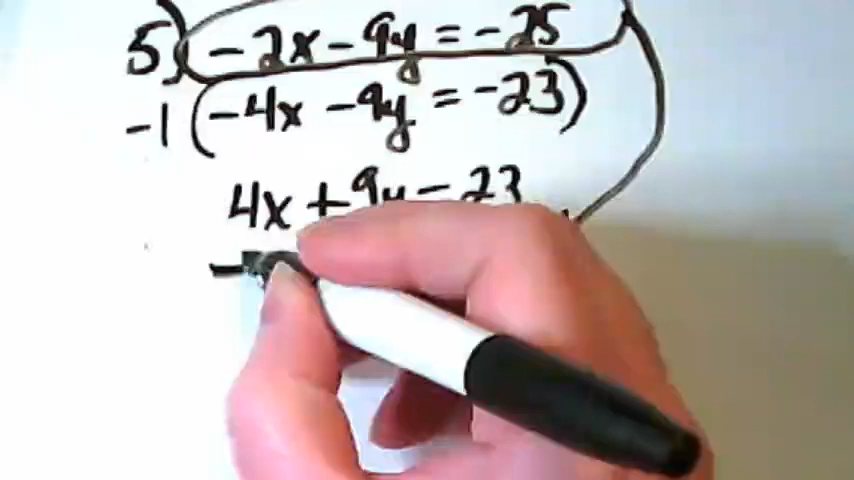 5) -2x - 9y = -25
-1 (-4x - 9y = -23)
4x + 9y = 23
-